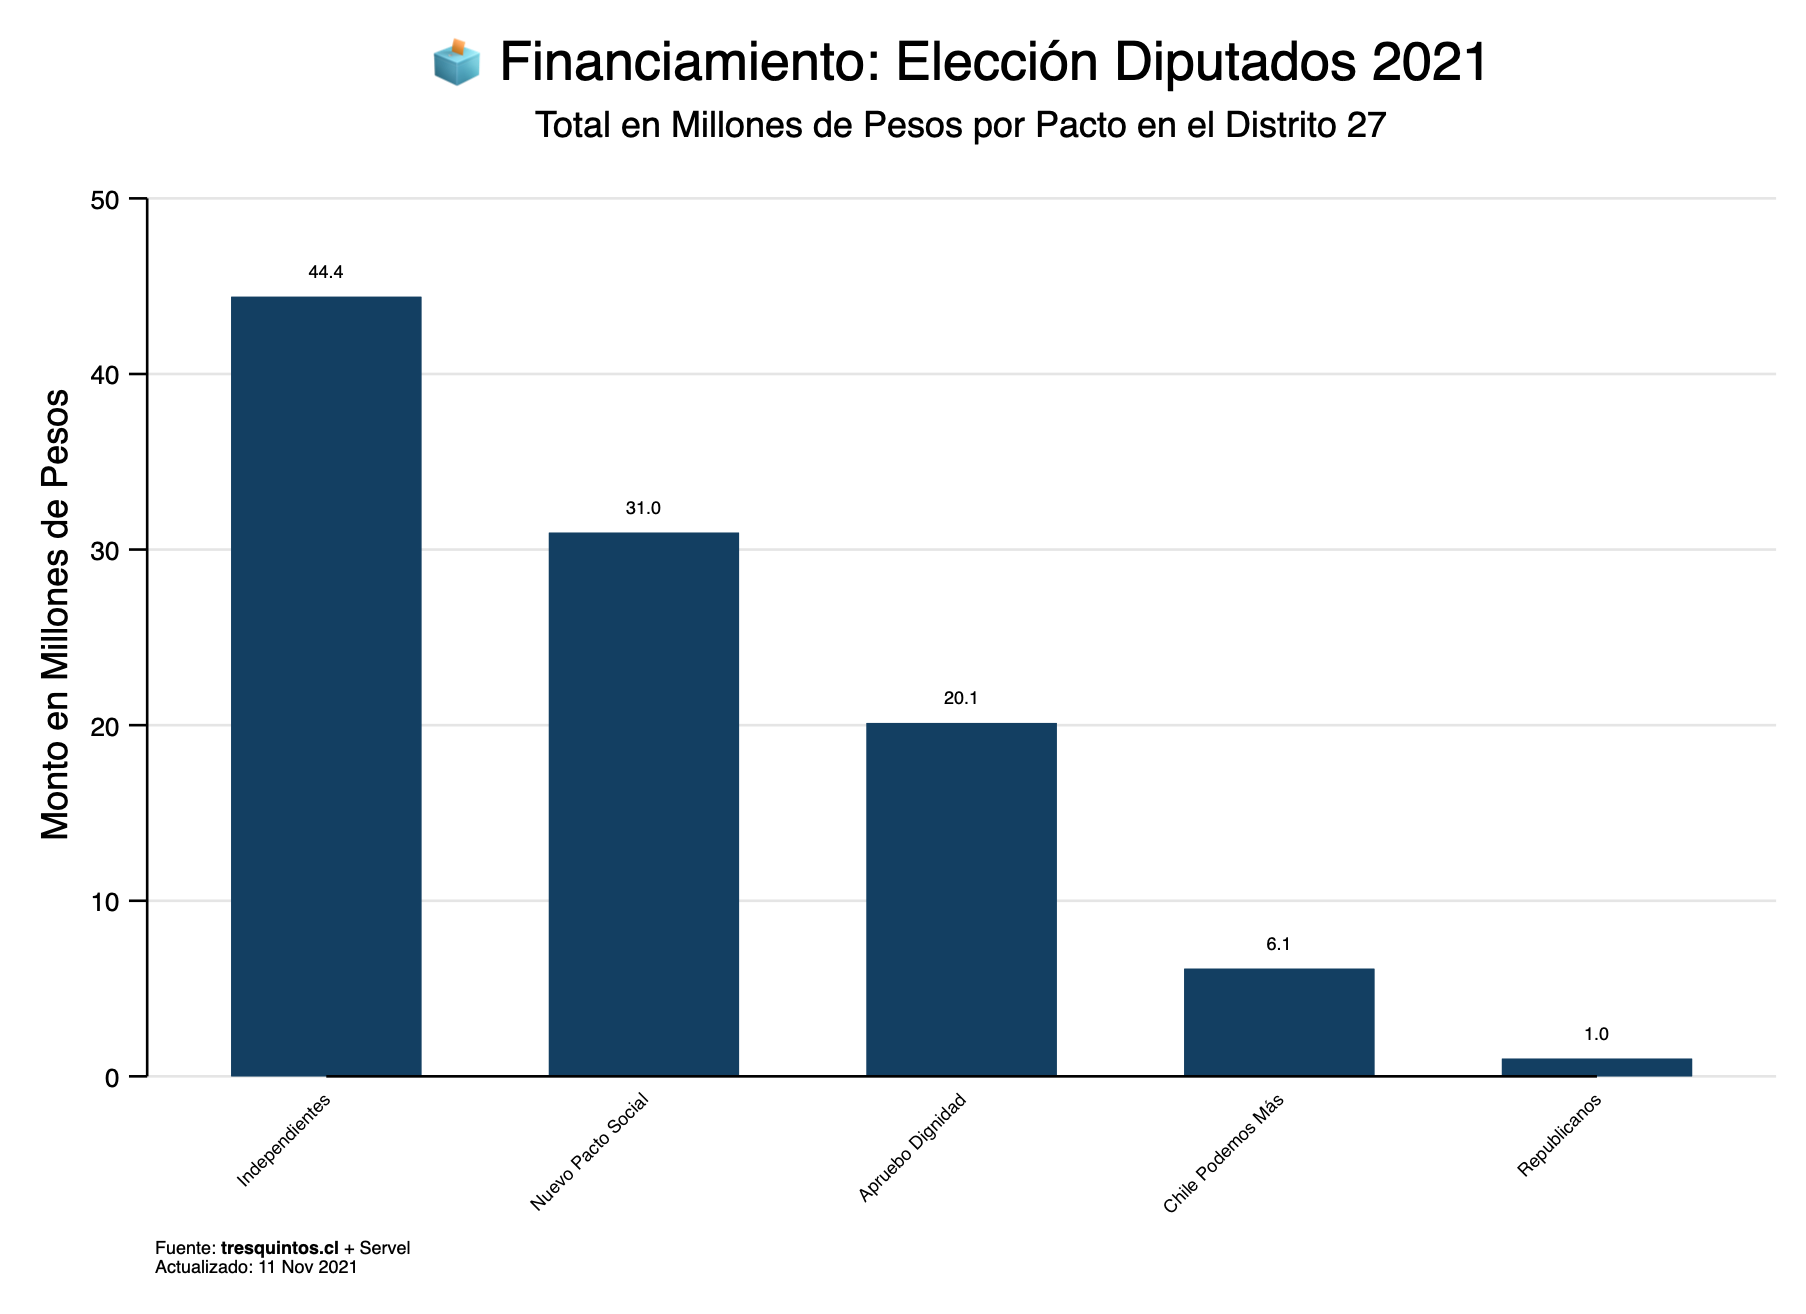 Financiamiento: Elección Diputados 2021
Total en Millones de Pesos por Pacto en el Distrito 27
Monto en Millones de Pesos
50
40
30
20
10
0
44.4
31.0
20.1
6.1
1.0
Independientes
Nuevo Pacto Social
Apruebo Dignidad
Chile Podemos Más
Republicanos
Fuente: tresquintos.cl + Servel
Actualizado: 11 Nov 2021